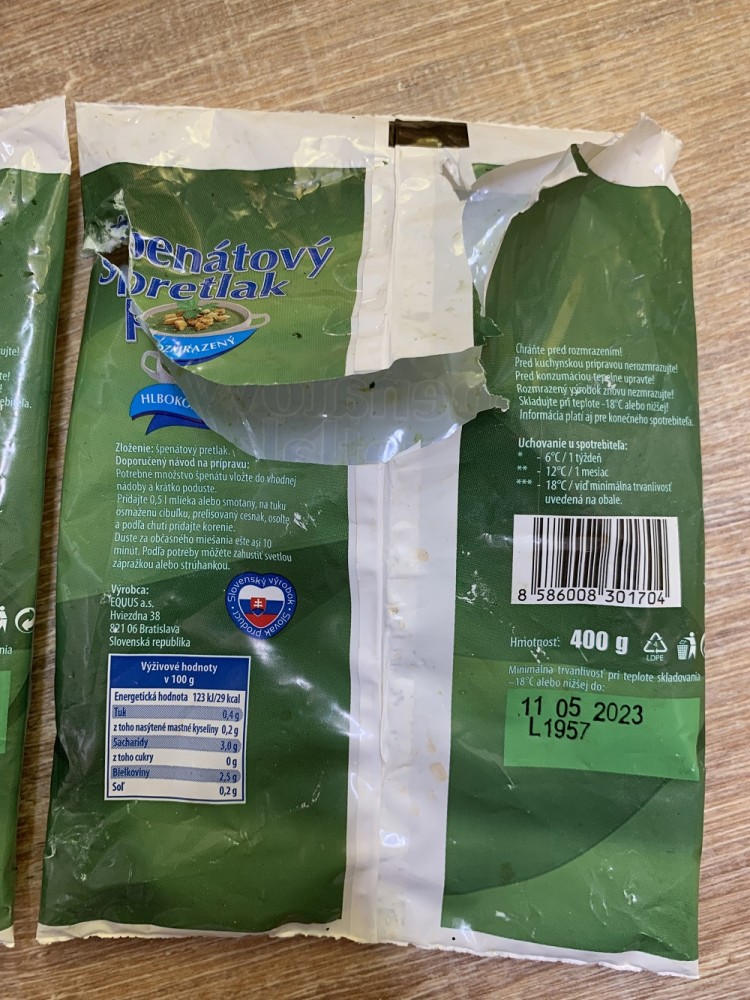 penátový
pretlak
HLBOKO
Zloženie: špenátový pretlak.
Doporučený návod na prípravu:
Potrebné množstvo špenátu vložte do vhodnej
nádoby a krátko poduste.
Pridajte 0,5 l mlieka alebo smotany, na tuku
osmaženú cibuľku, prelisovaný cesnak, osoľte
a podľa chuti pridajte korenie.
Duste za občasného miešania ešte asi 10
minút. Podľa potreby môžete zahustiť svetlou
zápražkou alebo strúhankou.
Výrobca:
EQUUS a.s.
Hviezdna 38
821 06 Bratislava
Slovenská republika
Slovenský výrobok
Slovak product
Výživové hodnoty
v 100 g
Energetická hodnota 123 kJ/29 kcal
Tuk 0,4 g
z toho nasýtené mastné kyseliny 0,2 g
Sacharidy 3,0 g
z toho cukry 0 g
Bielkoviny 2,5 g
Soľ 0,2 g
Chráňte pred rozmrazením!
Pred kuchynskou prípravou nerozmrazujte!
Pred konzumáciou tepelne upravte!
Rozmrazený výrobok znovu nezmrazujte!
Skladujte pri teplote -18°C alebo nižšej!
Informácia platí aj pre konečného spotrebiteľa.
Uchovanie u spotrebiteľa:
* - 6°C / 1 týždeň
** - 12°C / 1 mesiac
*** - 18°C / viď minimálna trvanlivosť
uvedená na obale.
8 586008 301704
Hmotnosť: 400 g
4
LDPE
Minimálna trvanlivosť pri teplote skladovania
-18°C alebo nižšej do:
11 05 2023
L1957